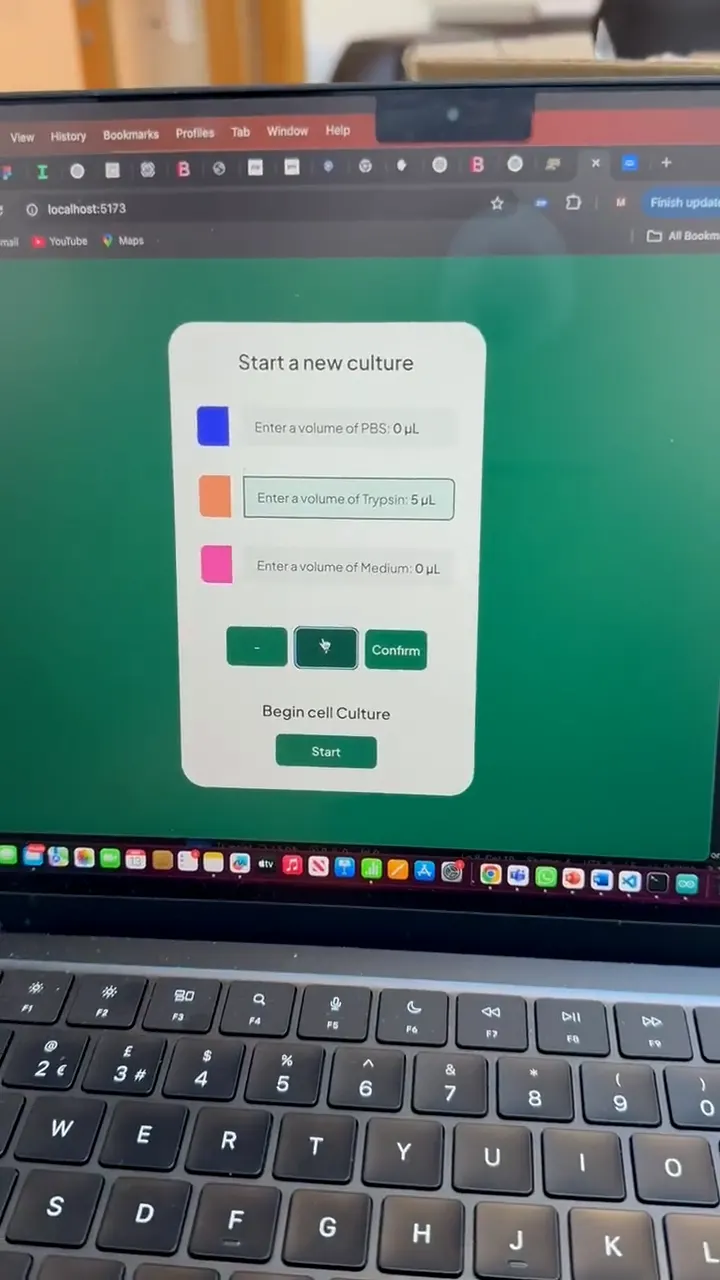 View History Bookmarks Profiles Tab Window Help
localhost:5173
Finish
YouTube Maps
All
Start a new culture
Enter a volume of PBS: 0 µL
Enter a volume of Trypsin: 5 µL
Enter a volume of Medium: 0 µL
- Confirm
Begin cell Culture
Start
tv
F1 F2 F3 F4 F5 F6 F7 F8 F9
@ £ $ % ^ & * ( )
2 € 3 # 4 5 6 7 8 9 0
W E R T Y U I O
S D F G H J K L